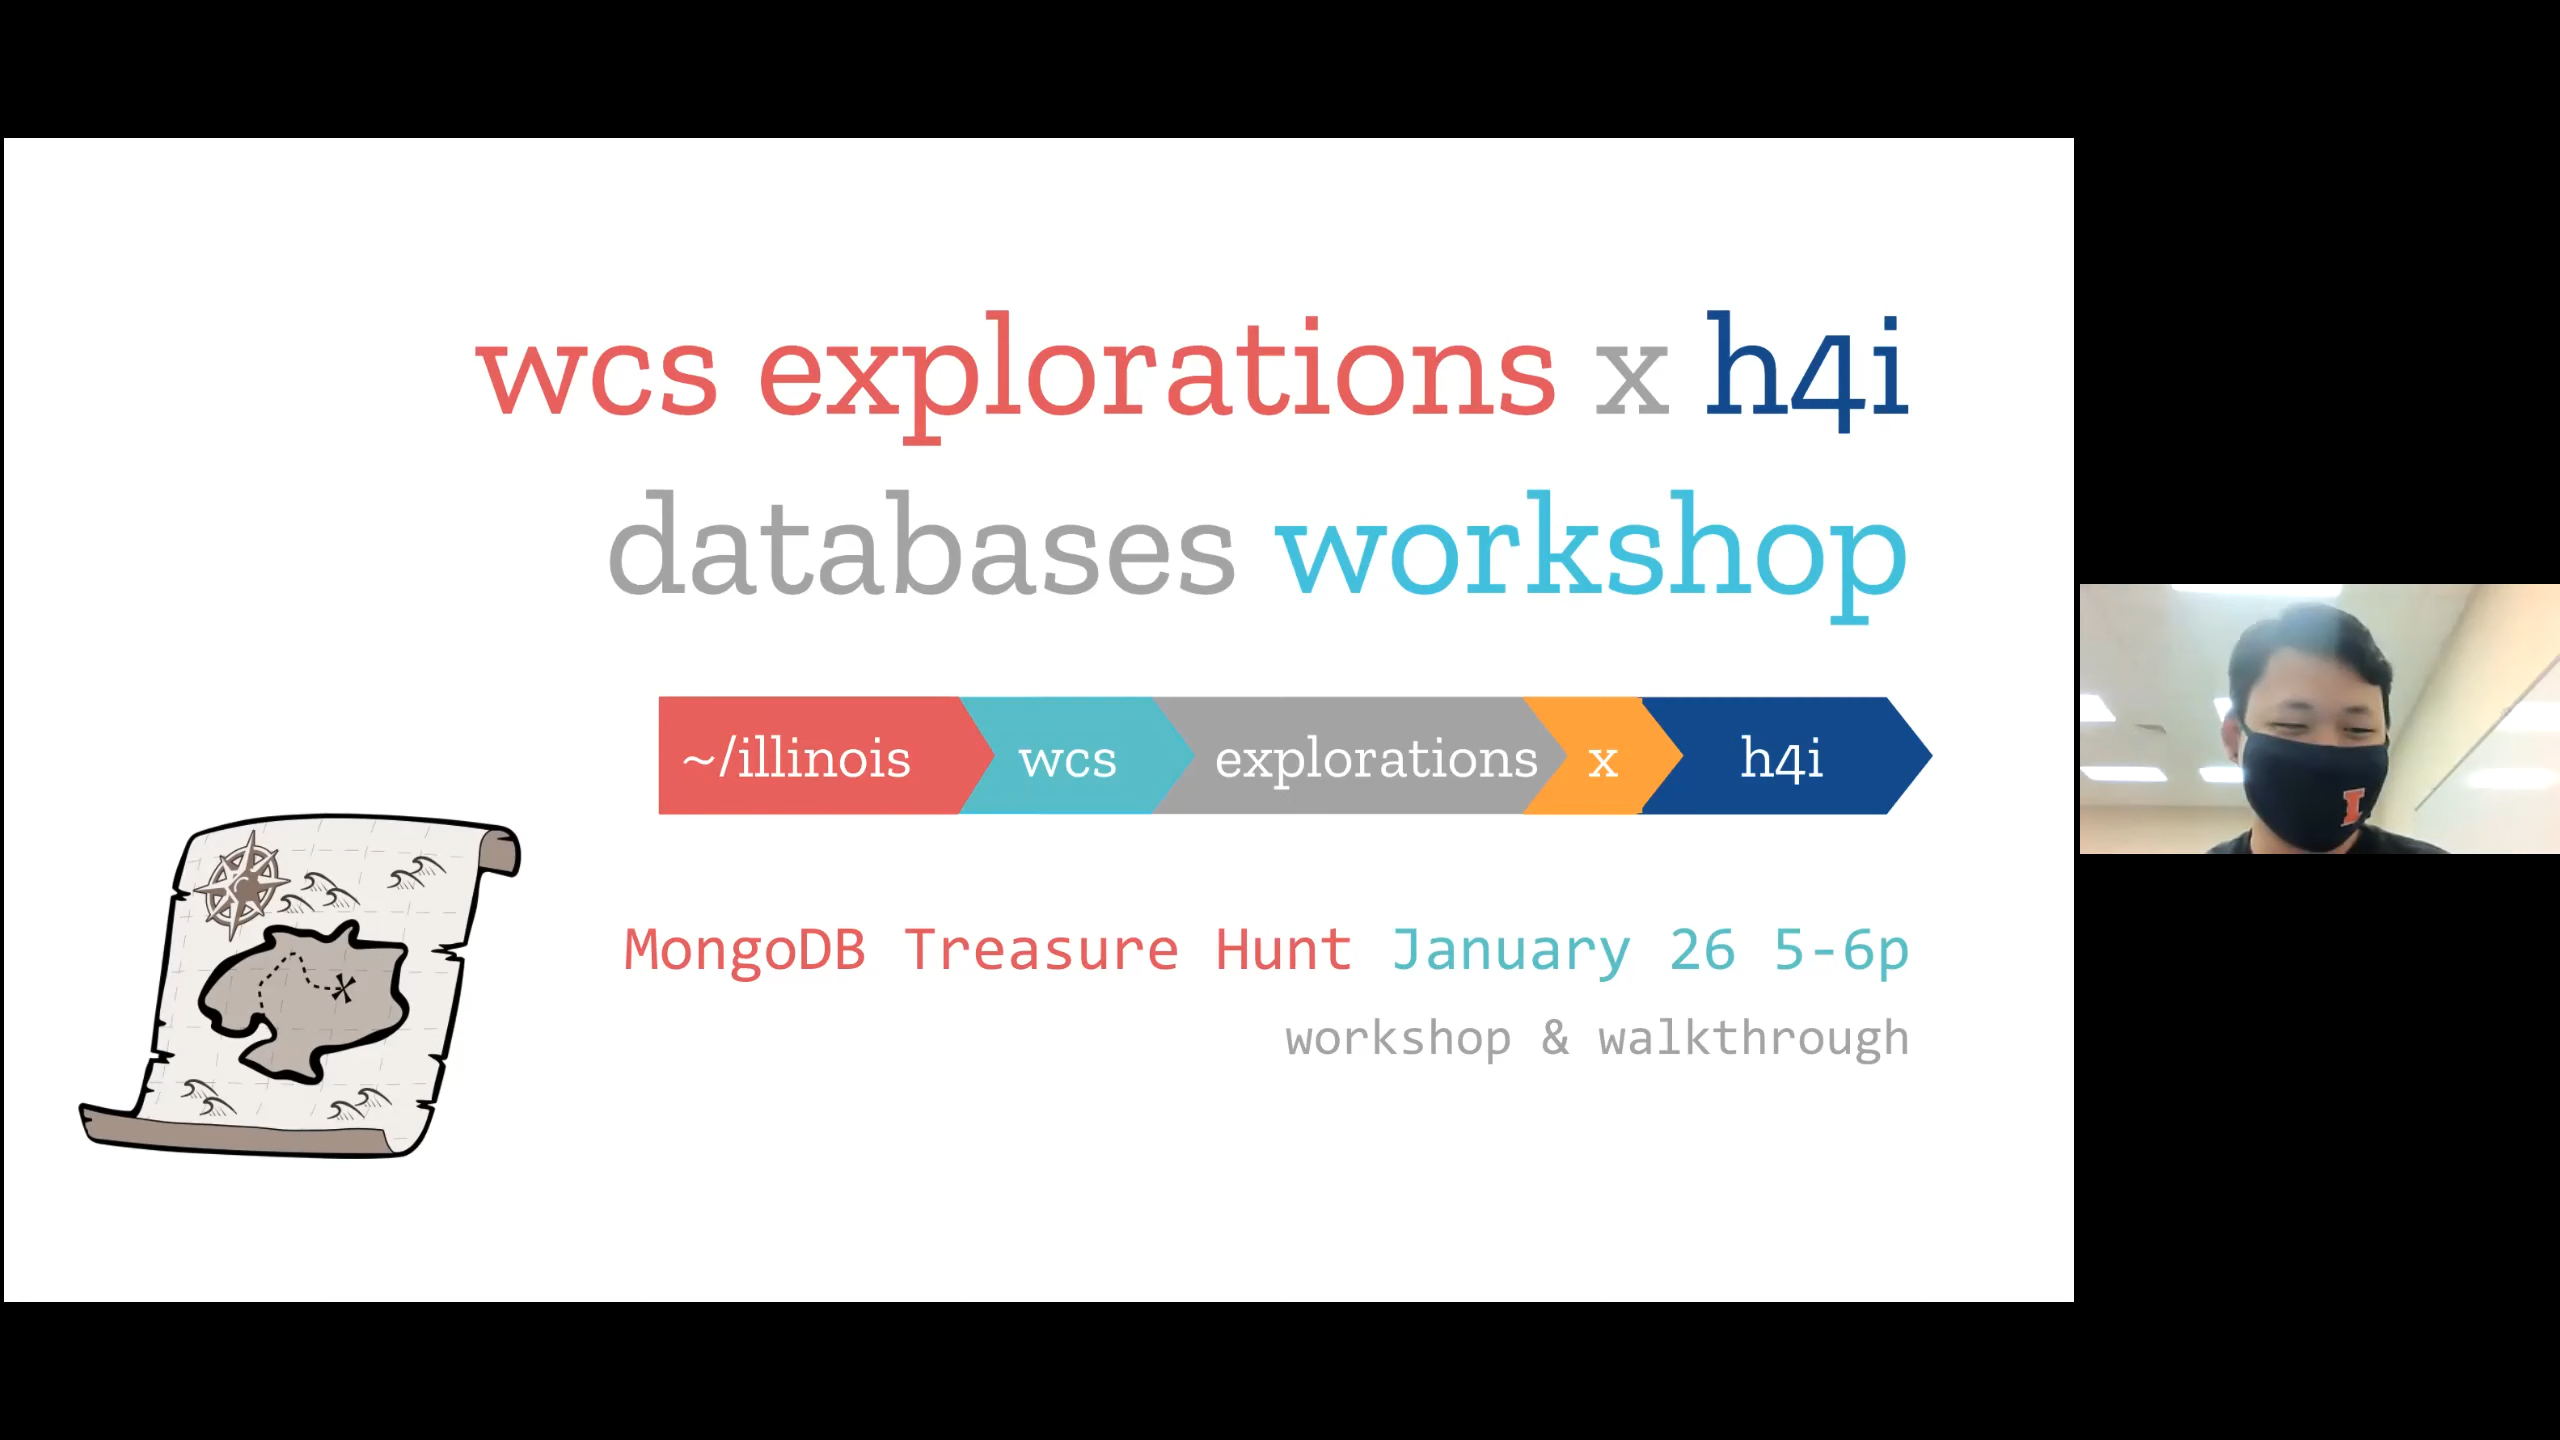 wcs explorations x h4i
databases workshop
~/illinois wcs explorations x h4i
MongoDB Treasure Hunt January 26 5-6p
workshop & walkthrough
I